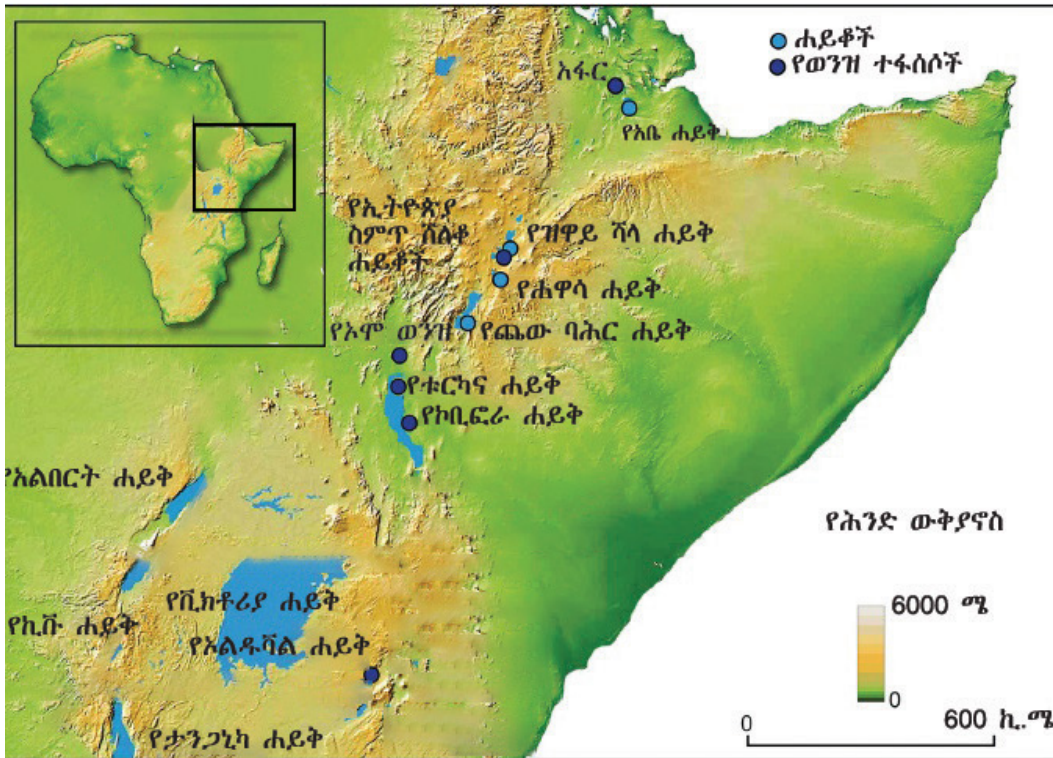 ሐይቆች
የወንዝ ተፋሰሶች
አፋር
የአቤ ሐይቅ
የኢትዮጵያ
ስምጥ ሸለቆ
ሐይቆች
የዝዋይ ሻላ ሐይቅ
የሐዋሳ ሐይቅ
የኦሞ ወንዝ
የጨው ባሕር ሐይቅ
የቱርካና ሐይቅ
የኮቢፎራ ሐይቅ
የአልበርት ሐይቅ
የሕንድ ውቅያኖስ
የቪክቶሪያ ሐይቅ
የኪቩ ሐይቅ
የኦልዱቫል ሐይቅ
የታንጋኒካ ሐይቅ
6000 ሜ
0
0
600 ኪ.ሜ